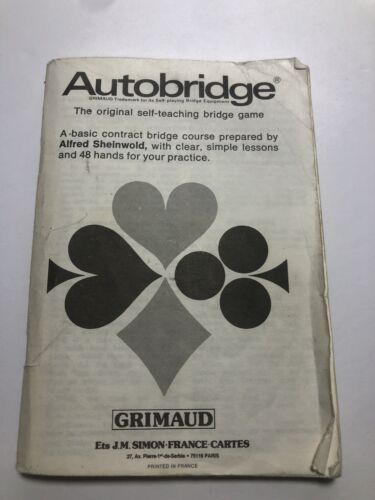 Autobridge®
GRIMAUD Trademark for its Self-playing Bridge Equipment
The original self-teaching bridge game
A basic contract bridge course prepared by
Alfred Sheinwold, with clear, simple lessons
and 48 hands for your practice.
GRIMAUD
Ets J.M. SIMON·FRANCE·CARTES
27, Av. Pierre-1er-de-Serbie • 75116 PARIS
PRINTED IN FRANCE